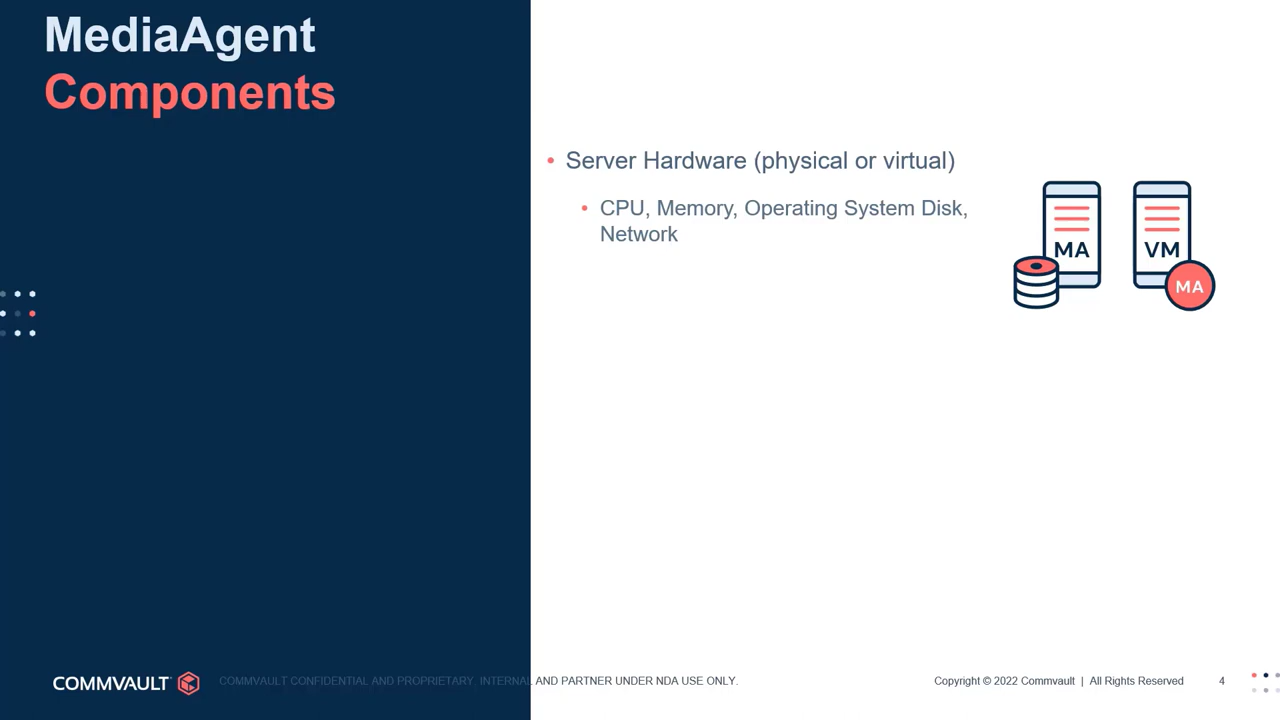 MediaAgent
Components
• Server Hardware (physical or virtual)
• CPU, Memory, Operating System Disk,
Network
MA
VM
MA
COMMVAULT
COMMVAULT CONFIDENTIAL AND PROPRIETARY. INTERNAL AND PARTNER UNDER NDA USE ONLY.
Copyright © 2022 Commvault | All Rights Reserved
4